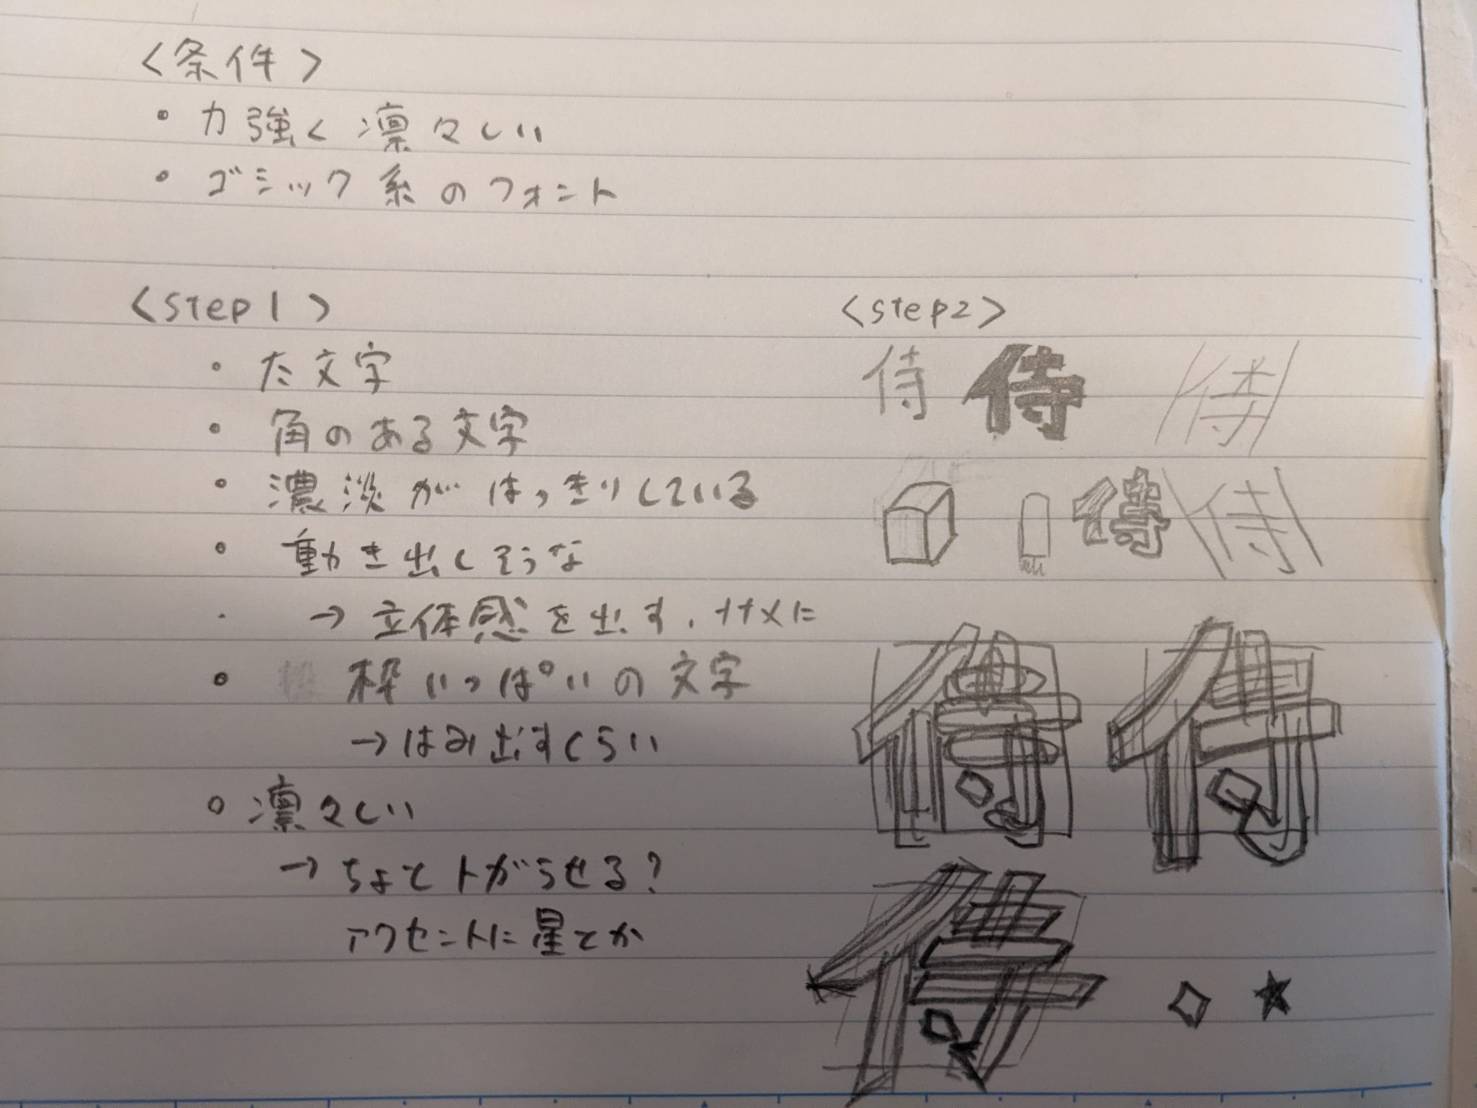 <条件>
・力強く凛々しい
・ゴシック系のフォント
<step1>
・太文字
・角のある文字
・濃淡がはっきりしている
・動き出しそうな
→立体感を出す、ナナメに
・枠いっぱいの文字
→はみ出すくらい
・凛々しい
→ちょっとトガらせる?
アクセントに星とか
<step2>
侍 侍 侍
侍 侍
侍 侍
侍